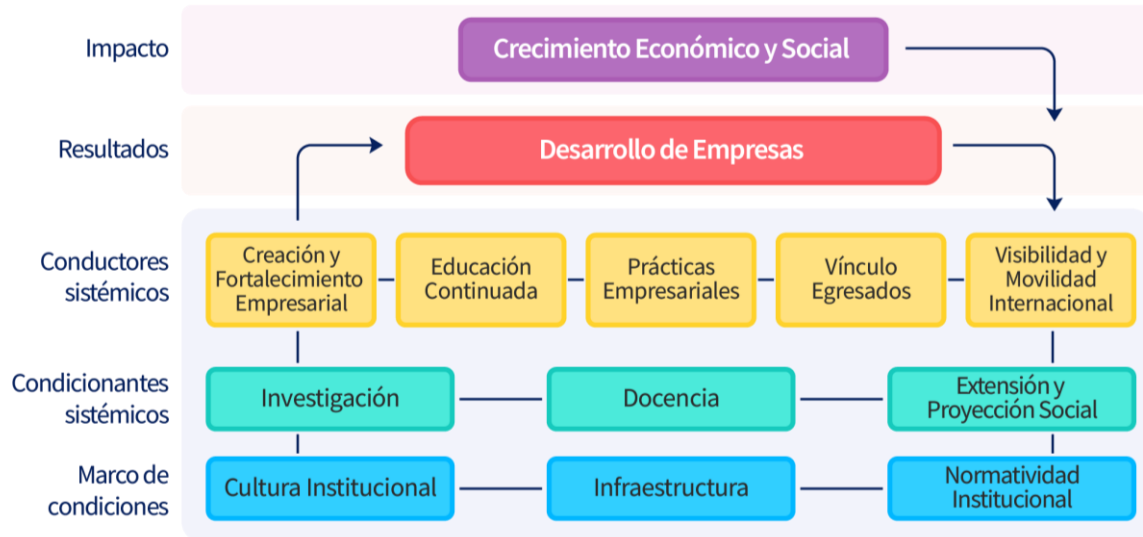 Impacto
Crecimiento Económico y Social
Resultados
Desarrollo de Empresas
Conductores
sistémicos
Creación y
Fortalecimiento
Empresarial
Educación
Continuada
Prácticas
Empresariales
Vínculo
Egresados
Visibilidad y
Movilidad
Internacional
Condicionantes
sistémicos
Investigación
Docencia
Extensión y
Proyección Social
Marco de
condiciones
Cultura Institucional
Infraestructura
Normatividad
Institucional